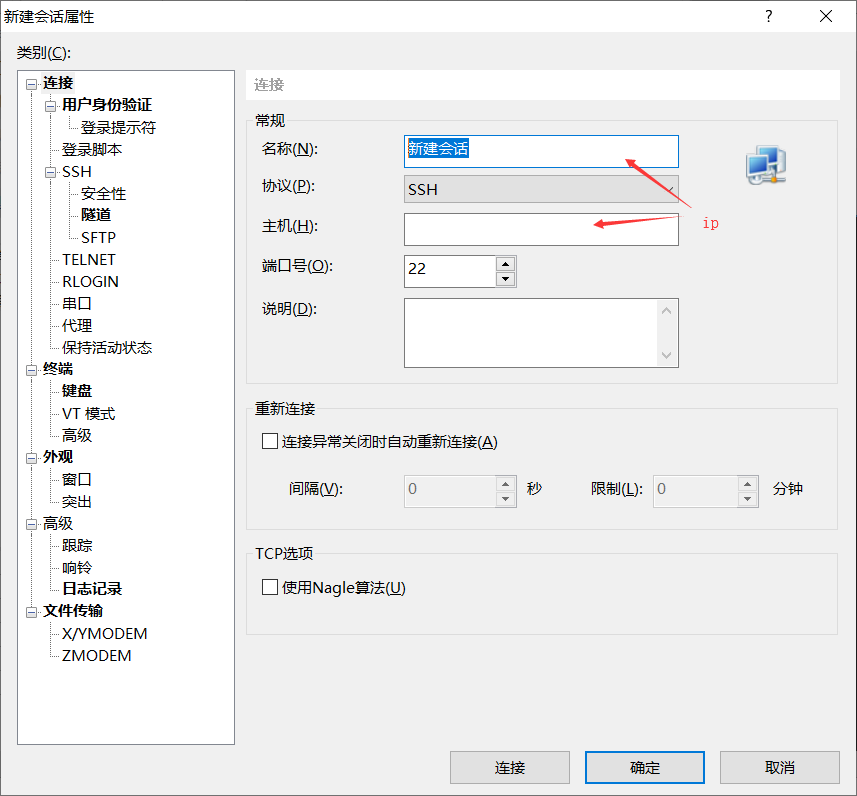 新建会话属性
?
类别(C):
连接
用户身份验证
登录提示符
登录脚本
SSH
安全性
隧道
SFTP
TELNET
RLOGIN
串口
代理
保持活动状态
终端
键盘
VT 模式
高级
外观
窗口
突出
高级
跟踪
响铃
日志记录
文件传输
X/YMODEM
ZMODEM
连接
常规
名称(N):
新建会话
协议(P):
SSH
主机(H):
ip
端口号(O):
22
说明(D):
重新连接
连接异常关闭时自动重新连接(A)
间隔(V):
0
秒
限制(L):
0
分钟
TCP选项
使用Nagle算法(U)
连接
确定
取消